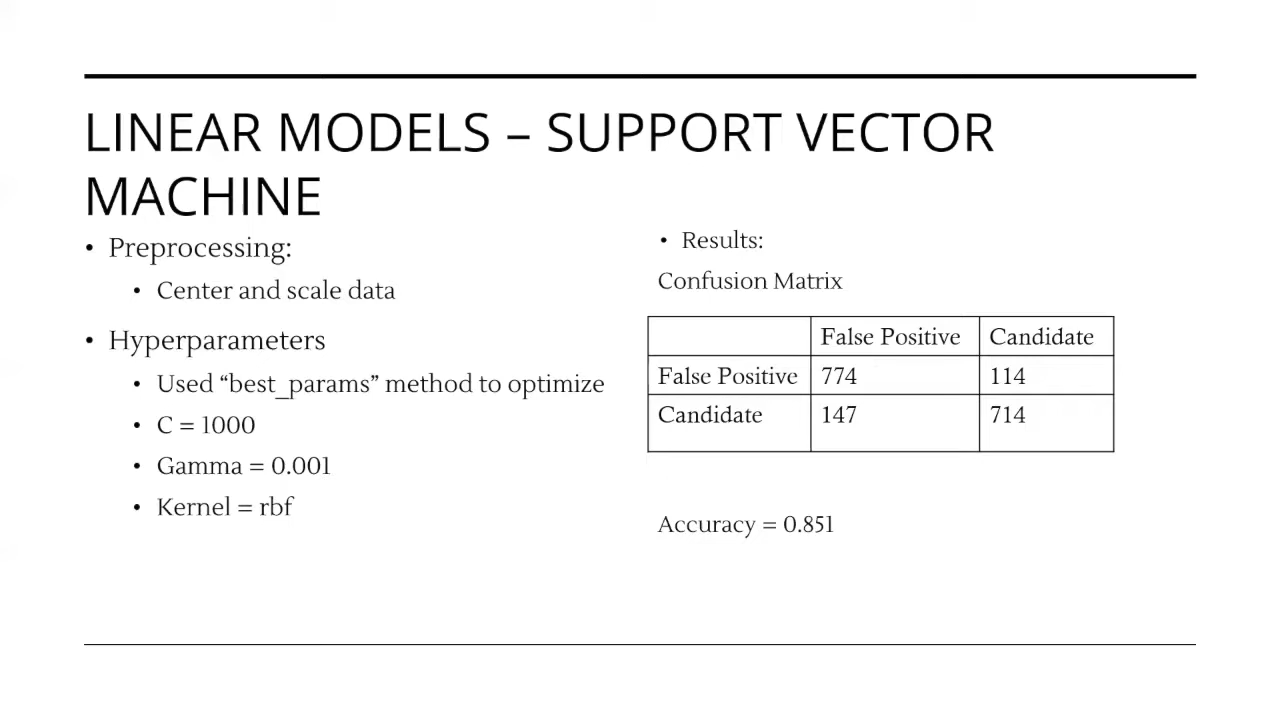 LINEAR MODELS – SUPPORT VECTOR
MACHINE
• Preprocessing:
• Center and scale data
• Hyperparameters
• Used “best_params” method to optimize
• C = 1000
• Gamma = 0.001
• Kernel = rbf
• Results:
Confusion Matrix
False Positive Candidate
False Positive 774 114
Candidate 147 714
Accuracy = 0.851